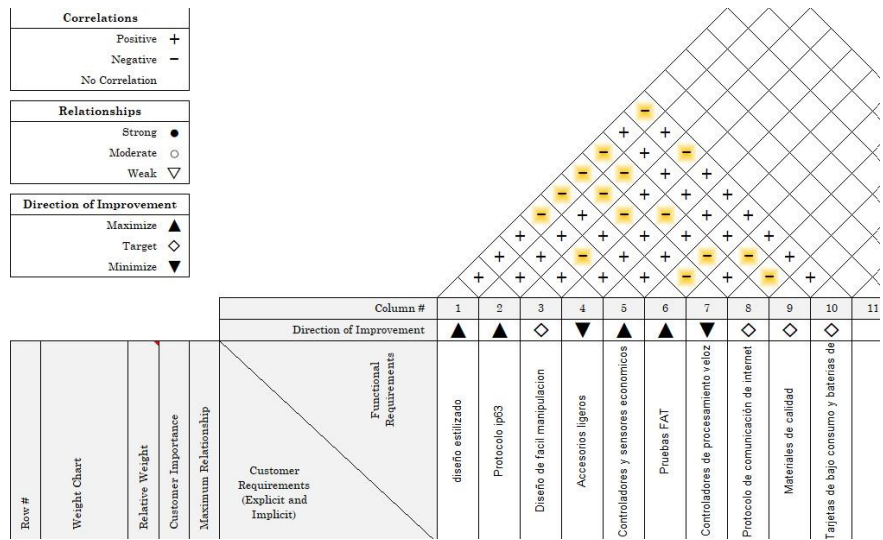 Correlations
Positive +
Negative −
No Correlation
Relationships
Strong ●
Moderate ○
Weak ▽
Direction of Improvement
Maximize ▲
Target ◇
Minimize ▼
Column # 1 2 3 4 5 6 7 8 9 10 11
Direction of Improvement ▲ ▲ ◇ ▼ ▲ ▲ ▼ ◇ ◇ ◇
Row #
Weight Chart
Relative Weight
Customer Importance
Maximum Relationship
Customer
Requirements
(Explicit and
Implicit)
Functional
Requirements
diseño estilizado
Protocolo ip63
Diseño de facil manipulacion
Accesorios ligeros
Controladores y sensores economicos
Pruebas FAT
Controladores de procesamiento veloz
Protocolo de comunicación de internet
Materiales de calidad
Tarjetas de bajo consumo y baterias de